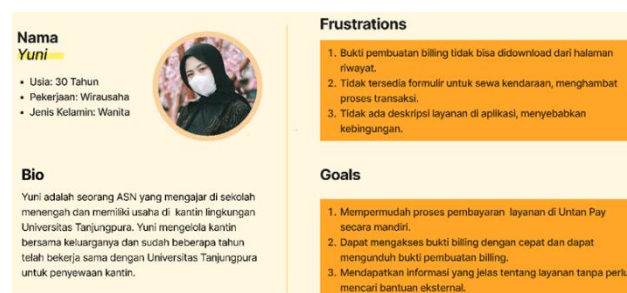 Nama
Yuni
• Usia: 30 Tahun
• Pekerjaan: Wirausaha
• Jenis Kelamin: Wanita
Bio
Yuni adalah seorang ASN yang mengajar di sekolah
menengah dan memiliki usaha di kantin lingkungan
Universitas Tanjungpura. Yuni mengelola kantin
bersama keluarganya dan sudah beberapa tahun
telah bekerja sama dengan Universitas Tanjungpura
untuk penyewaan kantin.
Frustrations
1. Bukti pembuatan billing tidak bisa didownload dari halaman
riwayat.
2. Tidak tersedia formulir untuk sewa kendaraan, menghambat
proses transaksi.
3. Tidak ada deskripsi layanan di aplikasi, menyebabkan
kebingungan.
Goals
1. Mempermudah proses pembayaran layanan di Untan Pay
secara mandiri.
2. Dapat mengakses bukti billing dengan cepat dan dapat
mengunduh bukti pembuatan billing.
3. Mendapatkan informasi yang jelas tentang layanan tanpa perlu
mencari bantuan eksternal.